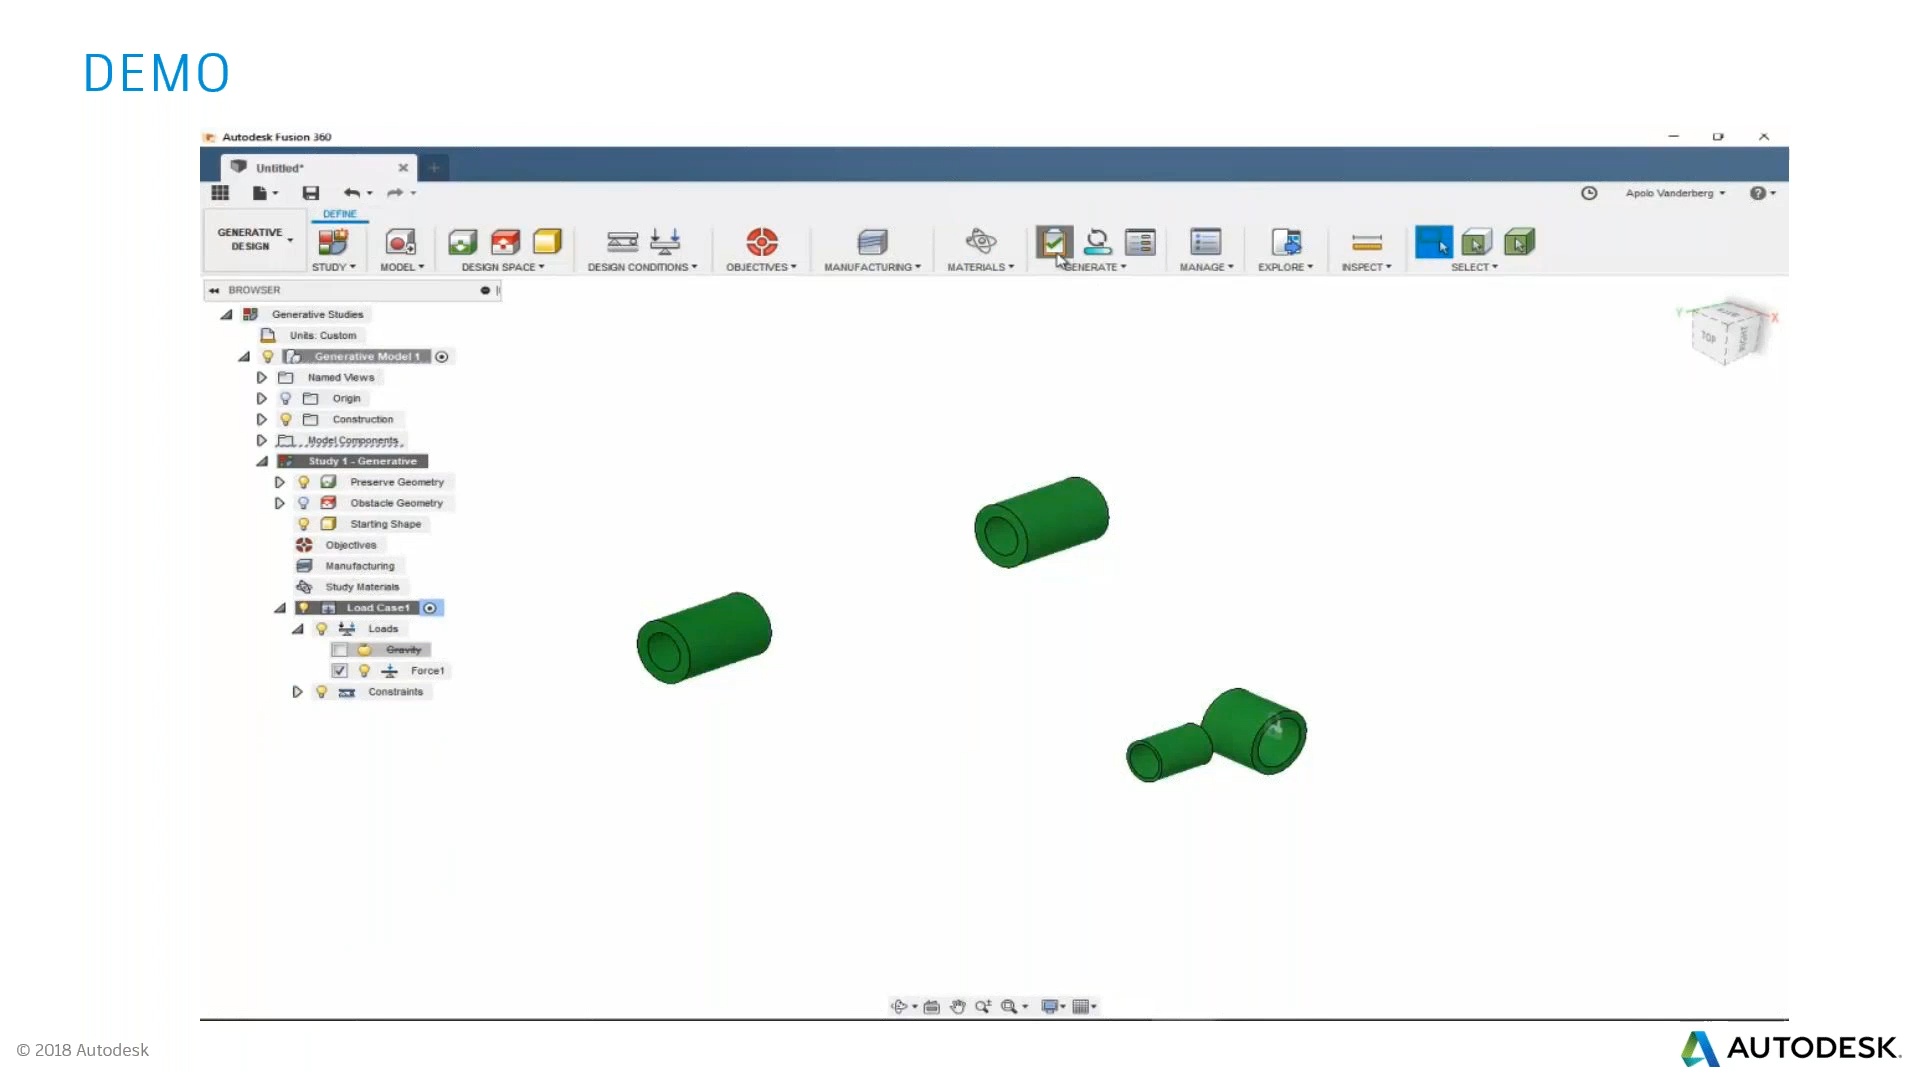 DEMO
Autodesk Fusion 360
Untitled*
Apolo Vanderberg
DEFINE
GENERATIVE
DESIGN
STUDY
MODEL
DESIGN SPACE
DESIGN CONDITIONS
OBJECTIVES
MANUFACTURING
MATERIALS
GENERATE
MANAGE
EXPLORE
INSPECT
SELECT
BROWSER
Generative Studies
Units: Custom
Generative Model 1
Named Views
Origin
Construction
Model Components
Study 1 - Generative
Preserve Geometry
Obstacle Geometry
Starting Shape
Objectives
Manufacturing
Study Materials
Load Case1
Loads
Gravity
Force1
Constraints
Y
X
TOP
RIGHT
© 2018 Autodesk
AUTODESK.